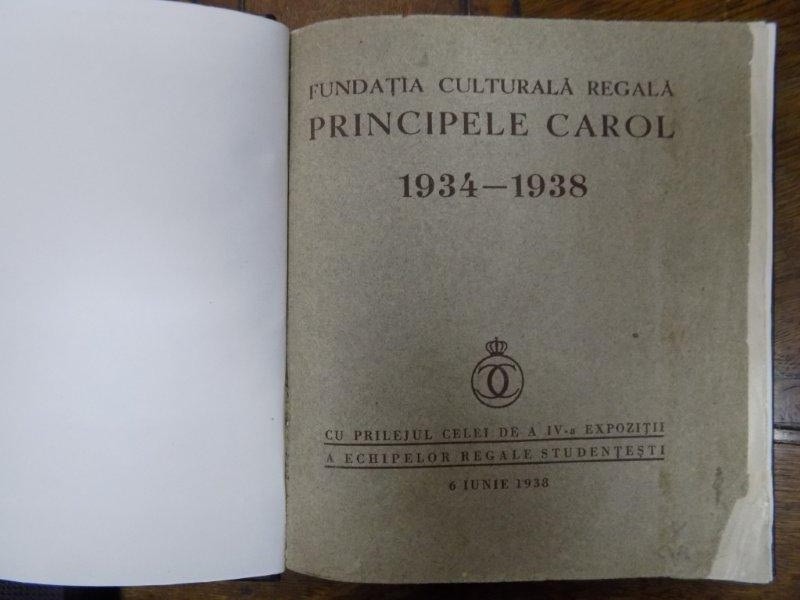 FUNDAȚIA CULTURALĂ REGALĂ
PRINCIPELE CAROL
1934—1938
CU PRILEJUL CELEI DE A IV-a EXPOZIȚII
A ECHIPELOR REGALE STUDENȚEȘTI
6 IUNIE 1938